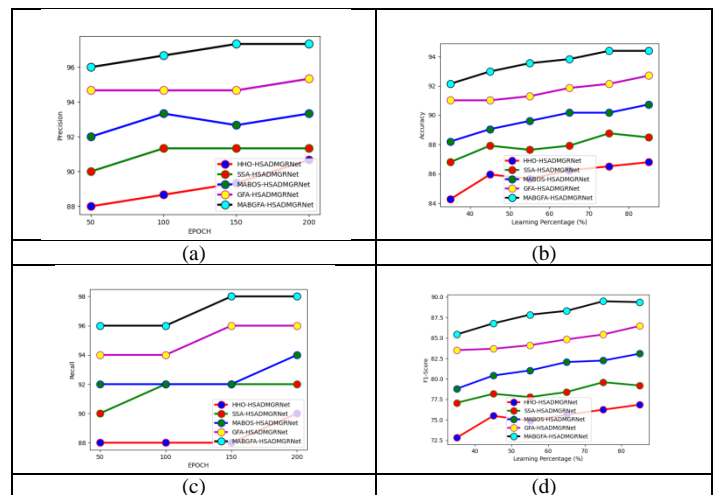 96
94
92
90
88
Precision
50
100
150
200
EPOCH
HHO-HSADMGRNet
SSA-HSADMGRNet
MABOS-HSADMGRNet
GFA-HSADMGRNet
MABGFA-HSADMGRNet
(a)
94
92
90
88
86
84
Accuracy
40
50
60
70
80
Learning Percentage (%)
HHO-HSADMGRNet
SSA-HSADMGRNet
MABOS-HSADMGRNet
GFA-HSADMGRNet
MABGFA-HSADMGRNet
(b)
98
96
94
92
90
88
Recall
50
100
150
200
EPOCH
HHO-HSADMGRNet
SSA-HSADMGRNet
MABOS-HSADMGRNet
GFA-HSADMGRNet
MABGFA-HSADMGRNet
(c)
90.0
87.5
85.0
82.5
80.0
77.5
75.0
72.5
F1-Score
40
50
60
70
80
Learning Percentage (%)
HHO-HSADMGRNet
SSA-HSADMGRNet
MABOS-HSADMGRNet
GFA-HSADMGRNet
MABGFA-HSADMGRNet
(d)